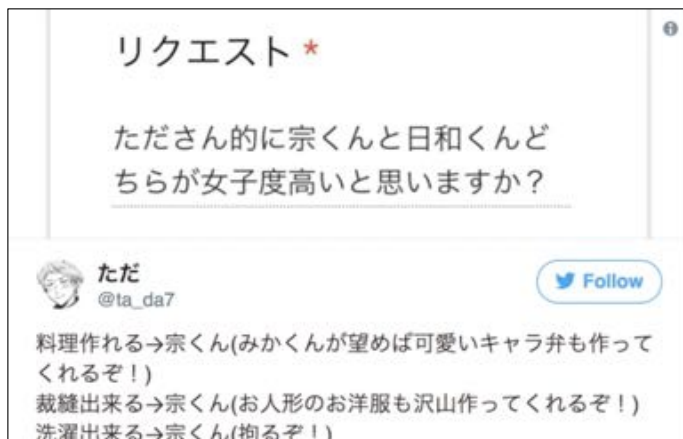 リクエスト *
たださん的に宗くんと日和くんど
ちらが女子度高いと思いますか？
ただ
@ta_da7
Follow
料理作れる→宗くん(みかくんが望めば可愛いキャラ弁も作って
くれるぞ！)
裁縫出来る→宗くん(お人形のお洋服も沢山作ってくれるぞ！)
洗濯出来る→宗くん(拘るぞ！)